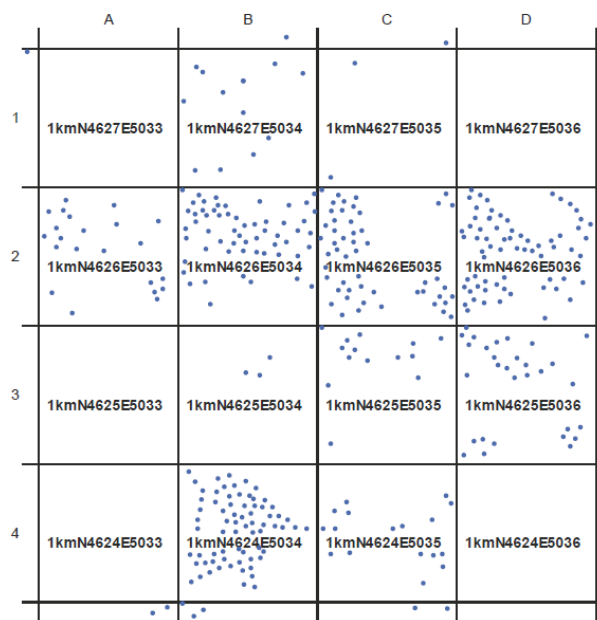 A B C D
1 1kmN4627E5033 1kmN4627E5034 1kmN4627E5035 1kmN4627E5036
2 1kmN4626E5033 1kmN4626E5034 1kmN4626E5035 1kmN4626E5036
3 1kmN4625E5033 1kmN4625E5034 1kmN4625E5035 1kmN4625E5036
4 1kmN4624E5033 1kmN4624E5034 1kmN4624E5035 1kmN4624E5036